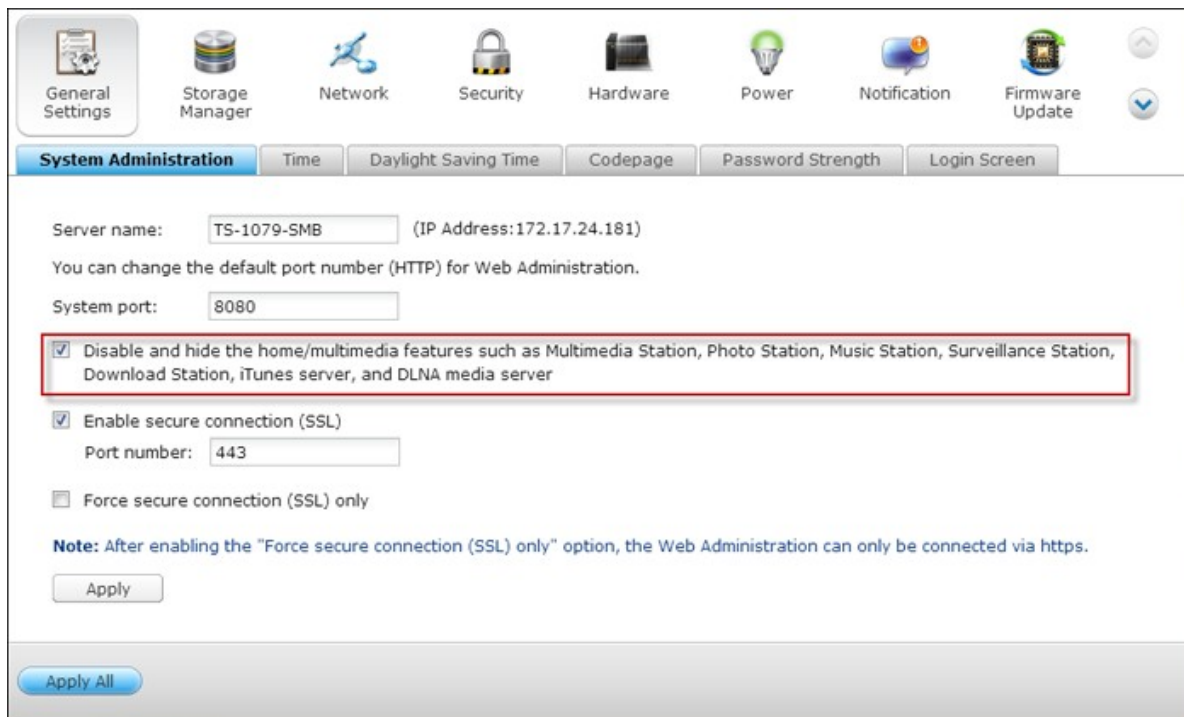 General Settings
Storage Manager
Network
Security
Hardware
Power
Notification
1
Firmware Update
System Administration
Time
Daylight Saving Time
Codepage
Password Strength
Login Screen
Server name: TS-1079-SMB (IP Address:172.17.24.181)
You can change the default port number (HTTP) for Web Administration.
System port: 8080
Disable and hide the home/multimedia features such as Multimedia Station, Photo Station, Music Station, Surveillance Station,
Download Station, iTunes server, and DLNA media server
Enable secure connection (SSL)
Port number: 443
Force secure connection (SSL) only
Note: After enabling the "Force secure connection (SSL) only" option, the Web Administration can only be connected via https.
Apply
Apply All